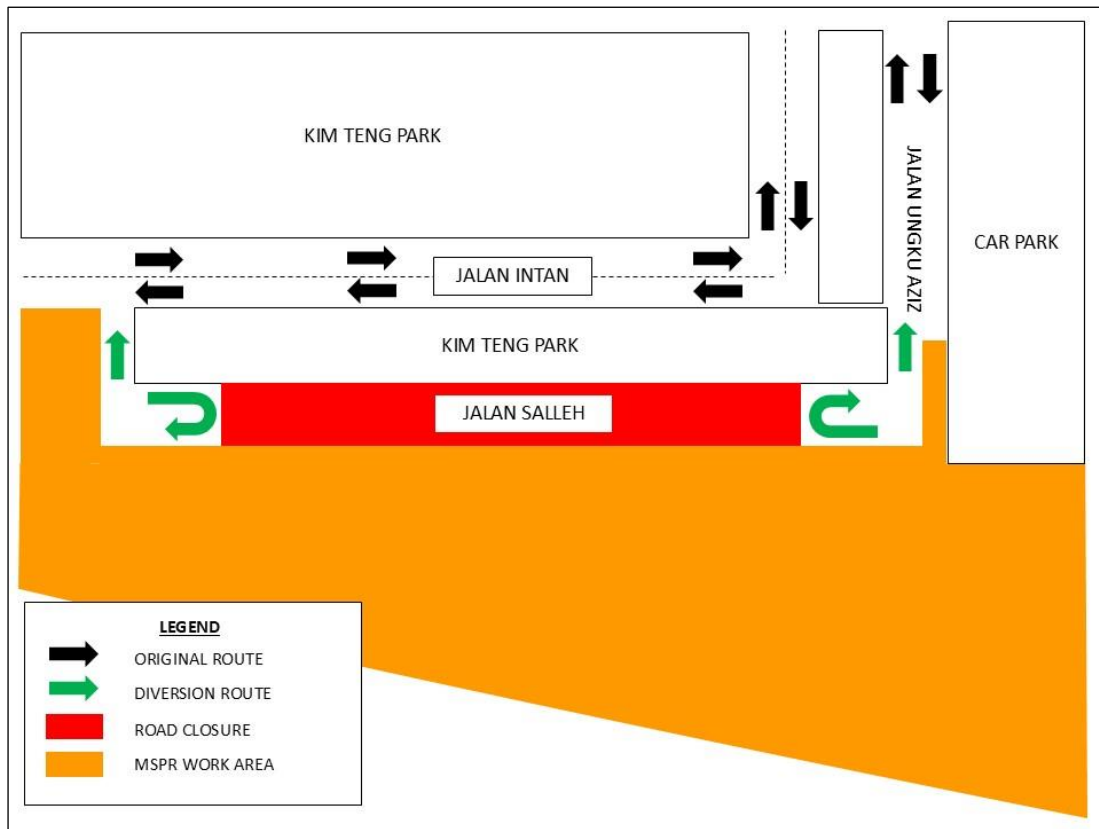 KIM TENG PARK
JALAN UNGKU AZIZ
CAR PARK
JALAN INTAN
KIM TENG PARK
JALAN SALLEH
LEGEND
ORIGINAL ROUTE
DIVERSION ROUTE
ROAD CLOSURE
MSPR WORK AREA